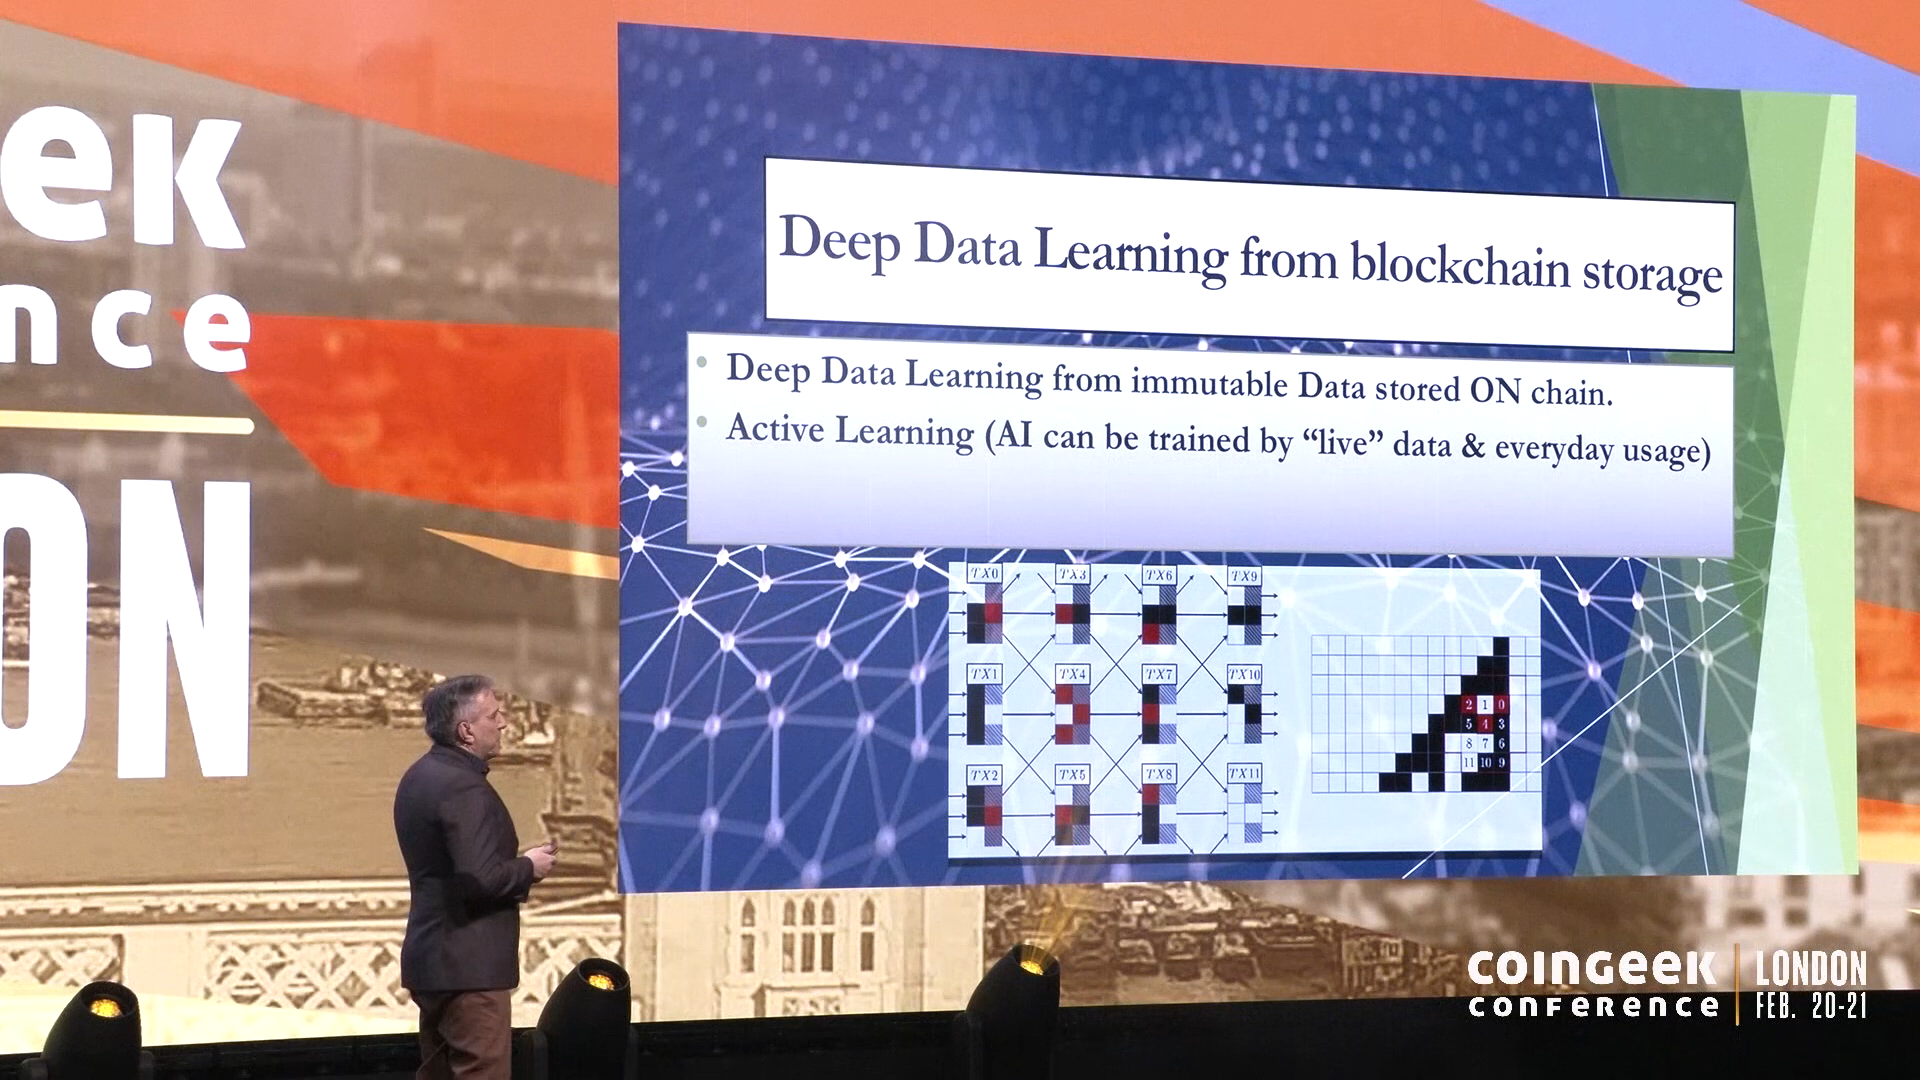 ek
nce
ON
Deep Data Learning from blockchain storage
• Deep Data Learning from immutable Data stored ON chain.
• Active Learning (AI can be trained by “live” data & everyday usage)
TX0 TX3 TX6 TX9
TX1 TX4 TX7 TX10
TX2 TX5 TX8 TX11
2 1 0
5 4 3
8 7 6
11 10 9
COINGEEK
CONFERENCE
LONDON
FEB. 20-21